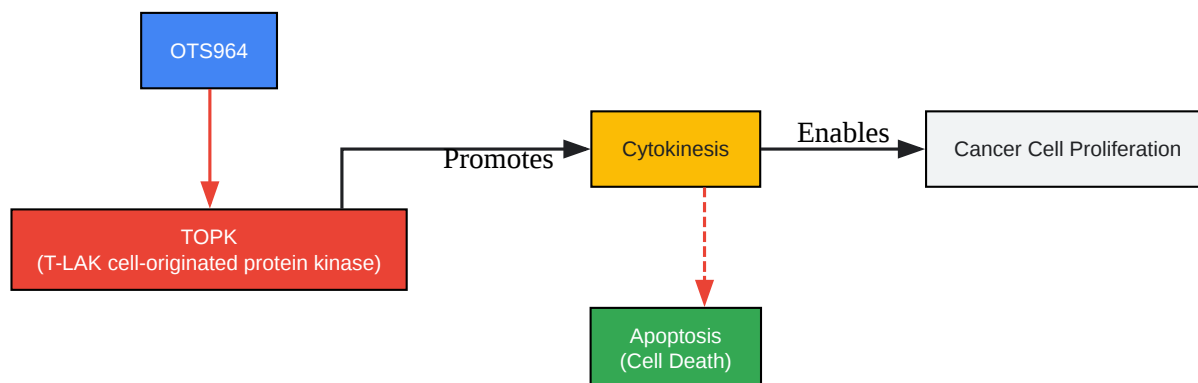 OTS964
Promotes
Cytokinesis
Enables
Cancer Cell Proliferation
TOPK
(T-LAK cell-originated protein kinase)
Apoptosis
(Cell Death)